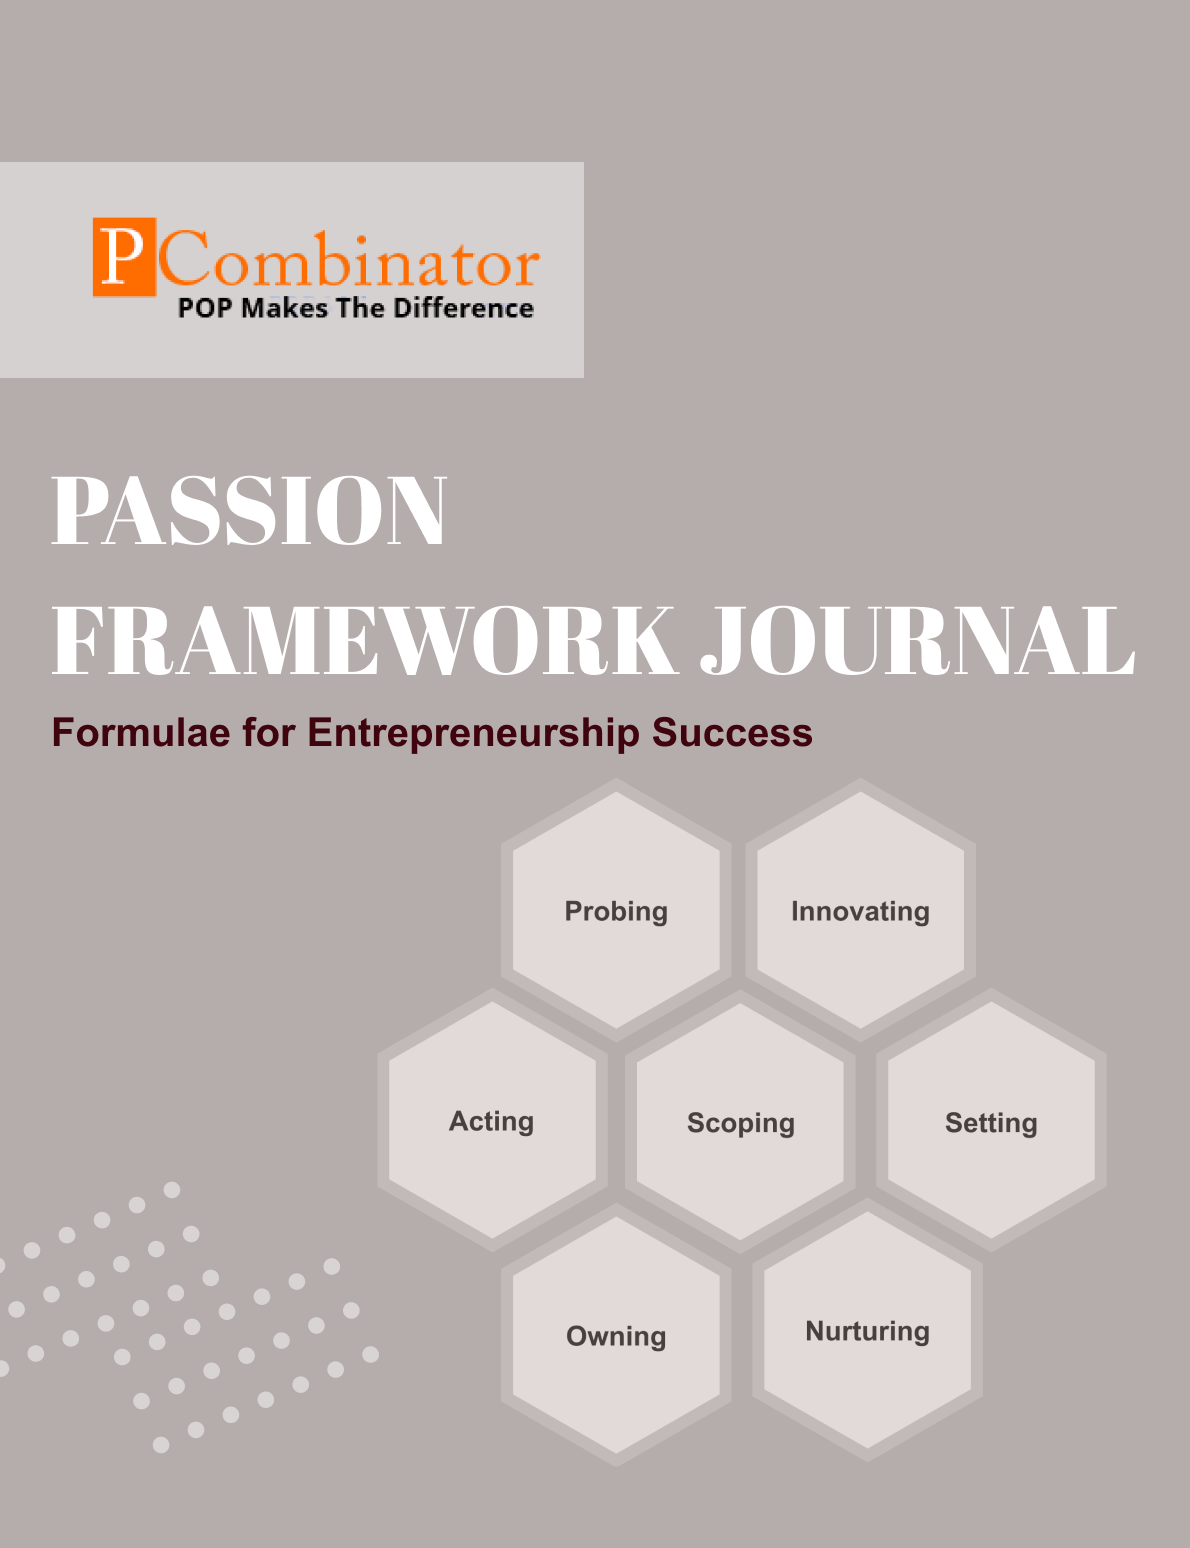 PCombinator
POP Makes The Difference
PASSION
FRAMEWORK JOURNAL
Formulae for Entrepreneurship Success
Probing
Innovating
Acting
Scoping
Setting
Owning
Nurturing